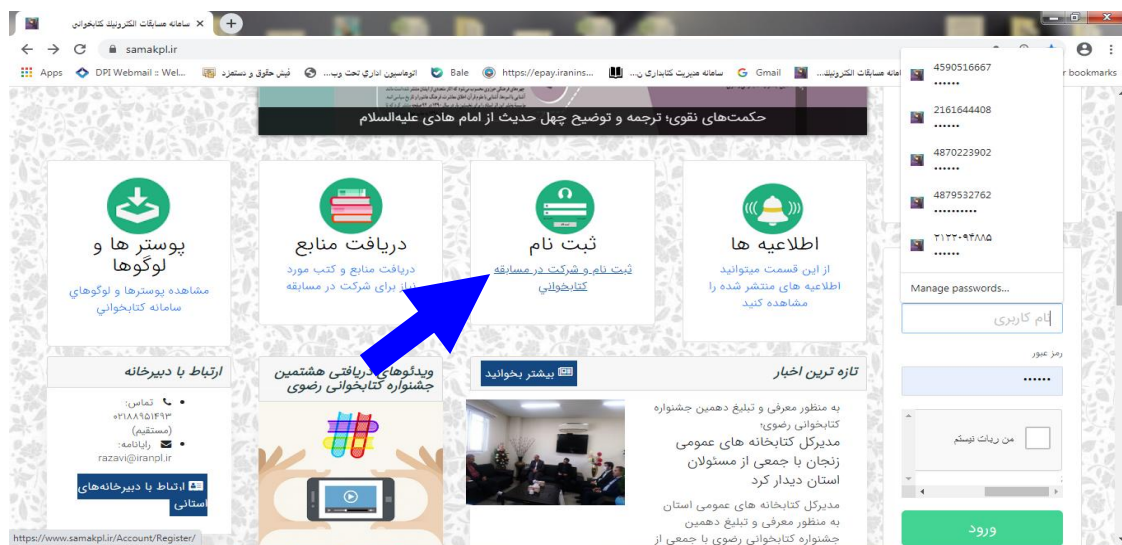 سامانه مسابقات الکترونیک کتابخوانی
samakpl.ir
Apps
DPI Webmail :: Wel...
فیش حقوق و دستمزد
اتوماسیون اداری تحت وب...
Bale
https://epay.iranins...
سامانه مدیریت کتابداری ن...
Gmail
امانه مسابقات الکترونیک...
r bookmarks
حکمت‌های نقوی؛ ترجمه و توضیح چهل حدیث از امام هادی علیه‌السلام
اطلاعیه ها
از این قسمت میتوانید
اطلاعیه های منتشر شده را
مشاهده کنید
ثبت نام
ثبت نام و شرکت در مسابقه
کتابخوانی
دریافت منابع
دریافت منابع و کتب مورد
نیاز برای شرکت در مسابقه
پوستر ها و
لوگوها
مشاهده پوسترها و لوگوهای
سامانه کتابخوانی
4590516667
••••••
2161644408
••••••
4870223902
••••••
4879532762
••••••••••
۲۱۲۲۰۹۴۸۸۵
••••••
Manage passwords...
نام کاربری
رمز عبور
••••••
من ربات نیستم
ورود
تازه ترین اخبار
بیشتر بخوانید
به منظور معرفی و تبلیغ دهمین جشنواره
کتابخوانی رضوی؛
مدیرکل کتابخانه های عمومی
زنجان با جمعی از مسئولان
استان دیدار کرد
مدیرکل کتابخانه های عمومی استان
به منظور معرفی و تبلیغ دهمین
جشنواره کتابخوانی رضوی با جمعی از
ویدئوهای دریافتی هشتمین
جشنواره کتابخوانی رضوی
ارتباط با دبیرخانه
تماس:
۰۲۱۸۸۹۵۱۴۹۳
(مستقیم)
رایانامه:
razavi@iranpl.ir
ارتباط با دبیرخانه‌های
استانی
https://www.samakpl.ir/Account/Register/